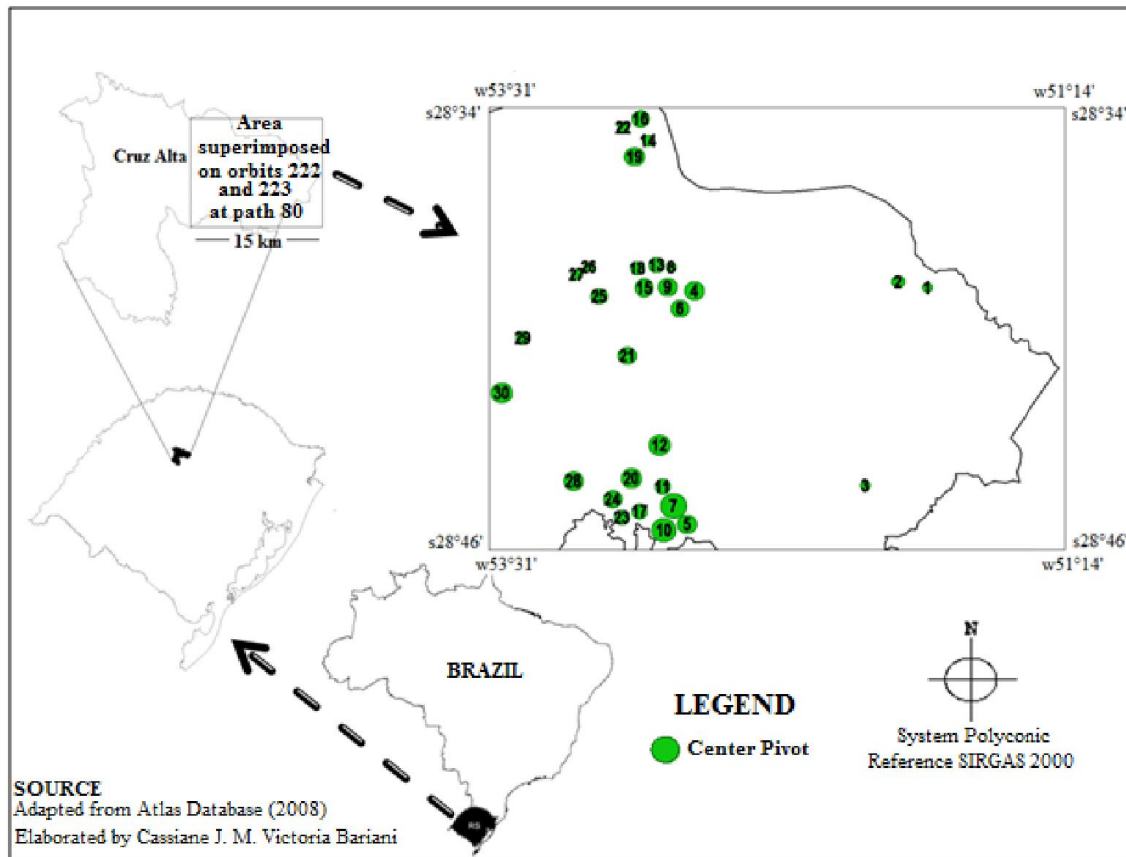 w53°31'
w51°14'
s28°34'
s28°34'
Area
superimposed
on orbits 222
and 223
at path 80
Cruz Alta
15 km
16
22
14
19
26
27
18
13
8
25
15
9
4
6
2
1
29
21
30
12
28
20
11
3
24
7
23
17
10
5
s28°46'
s28°46'
w53°31'
w51°14'
BRAZIL
N
LEGEND
Center Pivot
System Polyconic
Reference SIRGAS 2000
SOURCE
Adapted from Atlas Database (2008)
Elaborated by Cassiane J. M. Victoria Bariani
RS